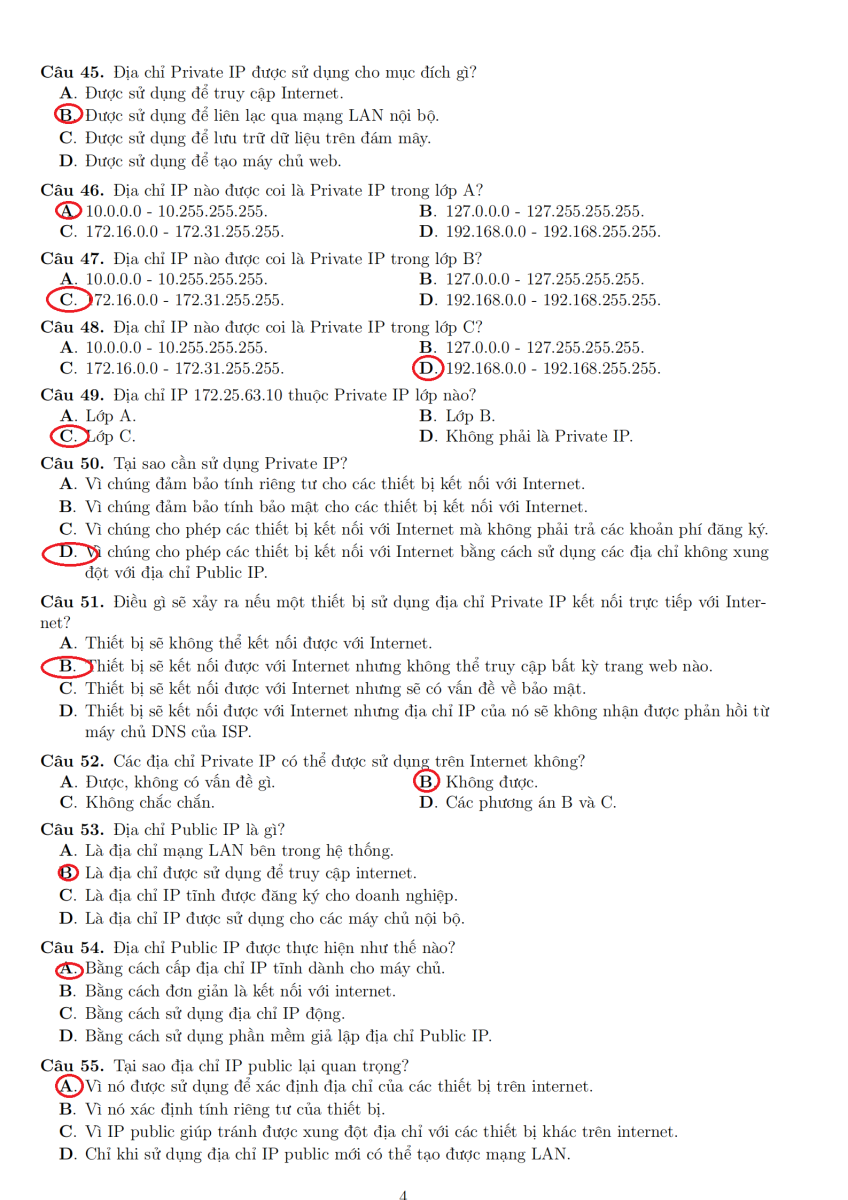 Câu 45. Địa chỉ Private IP được sử dụng cho mục đích gì?
A. Được sử dụng để truy cập Internet.
B. Được sử dụng để liên lạc qua mạng LAN nội bộ.
C. Được sử dụng để lưu trữ dữ liệu trên đám mây.
D. Được sử dụng để tạo máy chủ web.
Câu 46. Địa chỉ IP nào được coi là Private IP trong lớp A?
A. 10.0.0.0 - 10.255.255.255. B. 127.0.0.0 - 127.255.255.255.
C. 172.16.0.0 - 172.31.255.255. D. 192.168.0.0 - 192.168.255.255.
Câu 47. Địa chỉ IP nào được coi là Private IP trong lớp B?
A. 10.0.0.0 - 10.255.255.255. B. 127.0.0.0 - 127.255.255.255.
C. 172.16.0.0 - 172.31.255.255. D. 192.168.0.0 - 192.168.255.255.
Câu 48. Địa chỉ IP nào được coi là Private IP trong lớp C?
A. 10.0.0.0 - 10.255.255.255. B. 127.0.0.0 - 127.255.255.255.
C. 172.16.0.0 - 172.31.255.255. D. 192.168.0.0 - 192.168.255.255.
Câu 49. Địa chỉ IP 172.25.63.10 thuộc Private IP lớp nào?
A. Lớp A. B. Lớp B.
C. Lớp C. D. Không phải là Private IP.
Câu 50. Tại sao cần sử dụng Private IP?
A. Vì chúng đảm bảo tính riêng tư cho các thiết bị kết nối với Internet.
B. Vì chúng đảm bảo tính bảo mật cho các thiết bị kết nối với Internet.
C. Vì chúng cho phép các thiết bị kết nối với Internet mà không phải trả các khoản phí đăng ký.
D. Vì chúng cho phép các thiết bị kết nối với Internet bằng cách sử dụng các địa chỉ không xung
đột với địa chỉ Public IP.
Câu 51. Điều gì sẽ xảy ra nếu một thiết bị sử dụng địa chỉ Private IP kết nối trực tiếp với Inter-
net?
A. Thiết bị sẽ không thể kết nối được với Internet.
B. Thiết bị sẽ kết nối được với Internet nhưng không thể truy cập bất kỳ trang web nào.
C. Thiết bị sẽ kết nối được với Internet nhưng sẽ có vấn đề về bảo mật.
D. Thiết bị sẽ kết nối được với Internet nhưng địa chỉ IP của nó sẽ không nhận được phản hồi từ
máy chủ DNS của ISP.
Câu 52. Các địa chỉ Private IP có thể được sử dụng trên Internet không?
A. Được, không có vấn đề gì. B. Không được.
C. Không chắc chắn. D. Các phương án B và C.
Câu 53. Địa chỉ Public IP là gì?
A. Là địa chỉ mạng LAN bên trong hệ thống.
B. Là địa chỉ được sử dụng để truy cập internet.
C. Là địa chỉ IP tĩnh được đăng ký cho doanh nghiệp.
D. Là địa chỉ IP được sử dụng cho các máy chủ nội bộ.
Câu 54. Địa chỉ Public IP được thực hiện như thế nào?
A. Bằng cách cấp địa chỉ IP tĩnh dành cho máy chủ.
B. Bằng cách đơn giản là kết nối với internet.
C. Bằng cách sử dụng địa chỉ IP động.
D. Bằng cách sử dụng phần mềm giả lập địa chỉ Public IP.
Câu 55. Tại sao địa chỉ IP public lại quan trọng?
A. Vì nó được sử dụng để xác định địa chỉ của các thiết bị trên internet.
B. Vì nó xác định tính riêng tư của thiết bị.
C. Vì IP public giúp tránh được xung đột địa chỉ với các thiết bị khác trên internet.
D. Chỉ khi sử dụng địa chỉ IP public mới có thể tạo được mạng LAN.
4